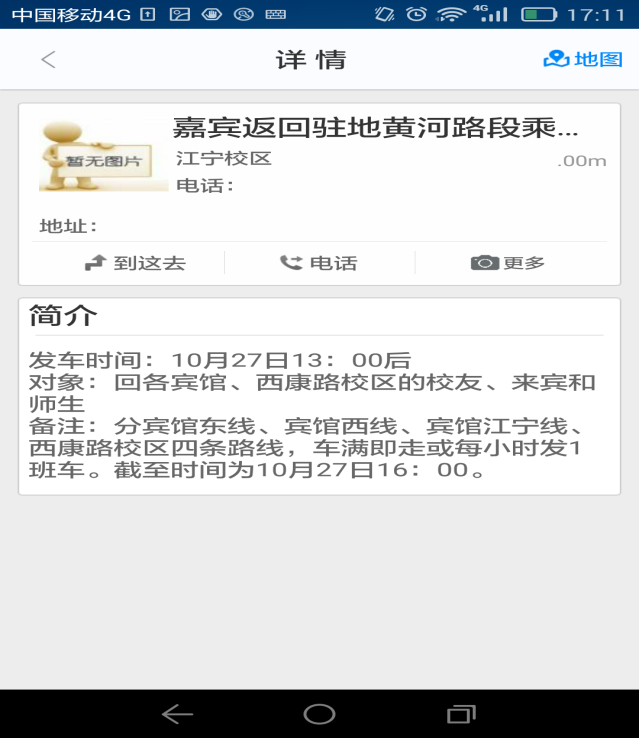 中国移动4G
4G
17:11
详情
地图
嘉宾返回驻地黄河路段乘...
暂无图片
江宁校区
.00m
电话：
地址：
到这去
电话
更多
简介
发车时间：10月27日13：00后
对象：回各宾馆、西康路校区的校友、来宾和
师生
备注：分宾馆东线、宾馆西线、宾馆江宁线、
西康路校区四条路线，车满即走或每小时发1
班车。截至时间为10月27日16：00。